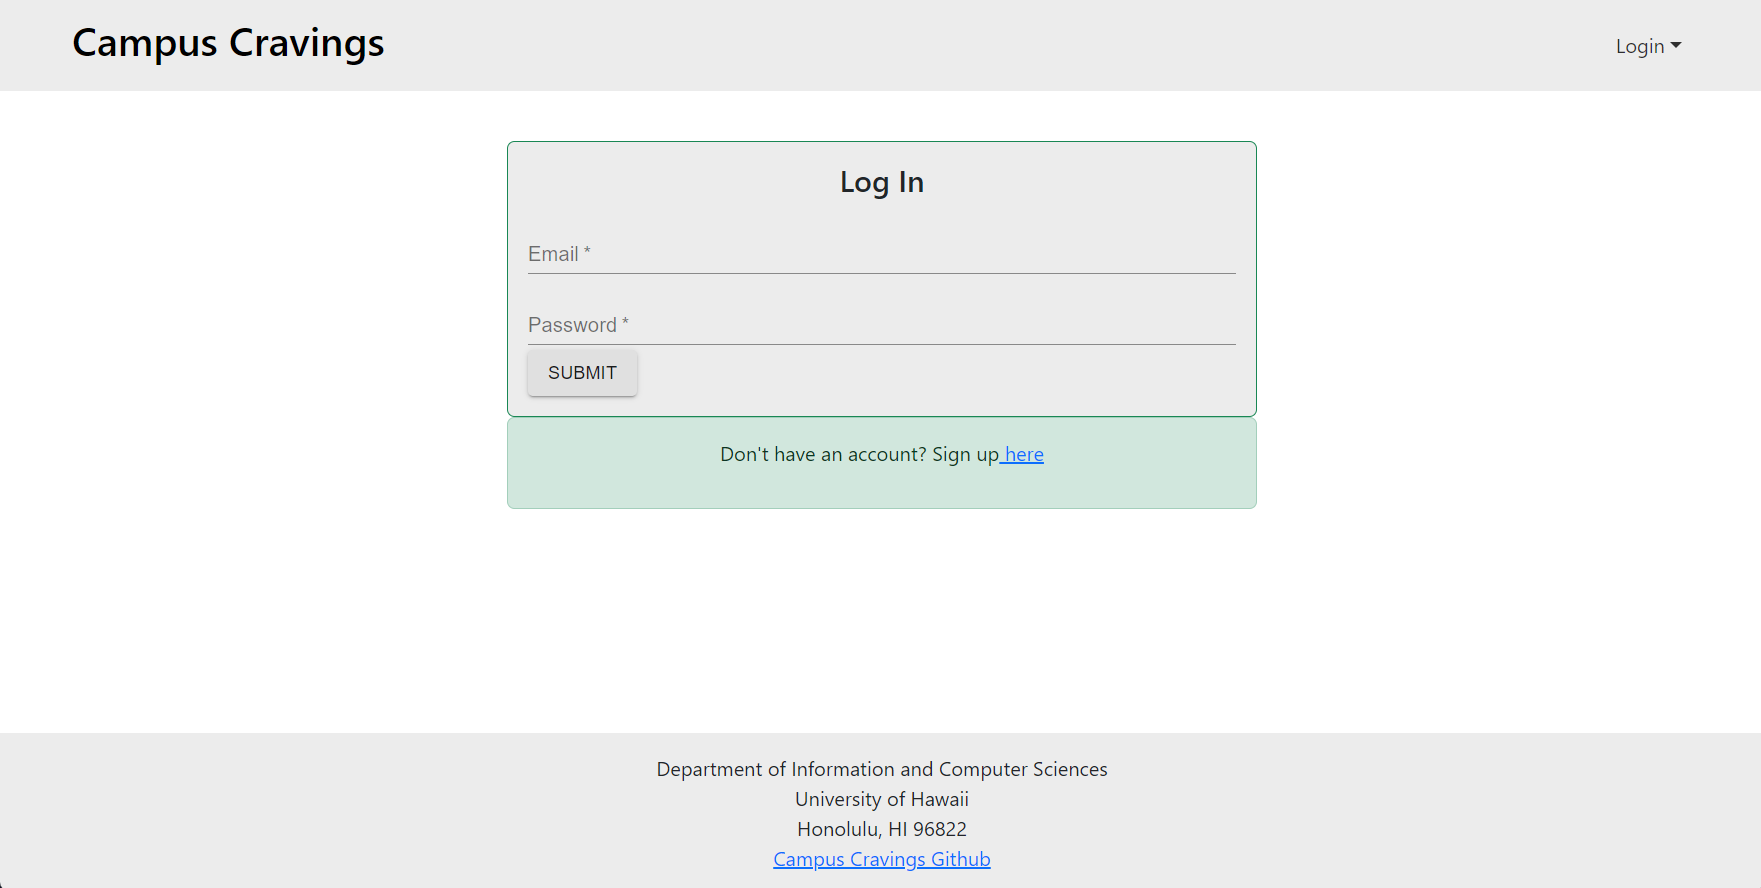 Campus Cravings
Login
Log In
Email *
Password *
SUBMIT
Don't have an account? Sign up here
Department of Information and Computer Sciences
University of Hawaii
Honolulu, HI 96822
Campus Cravings Github